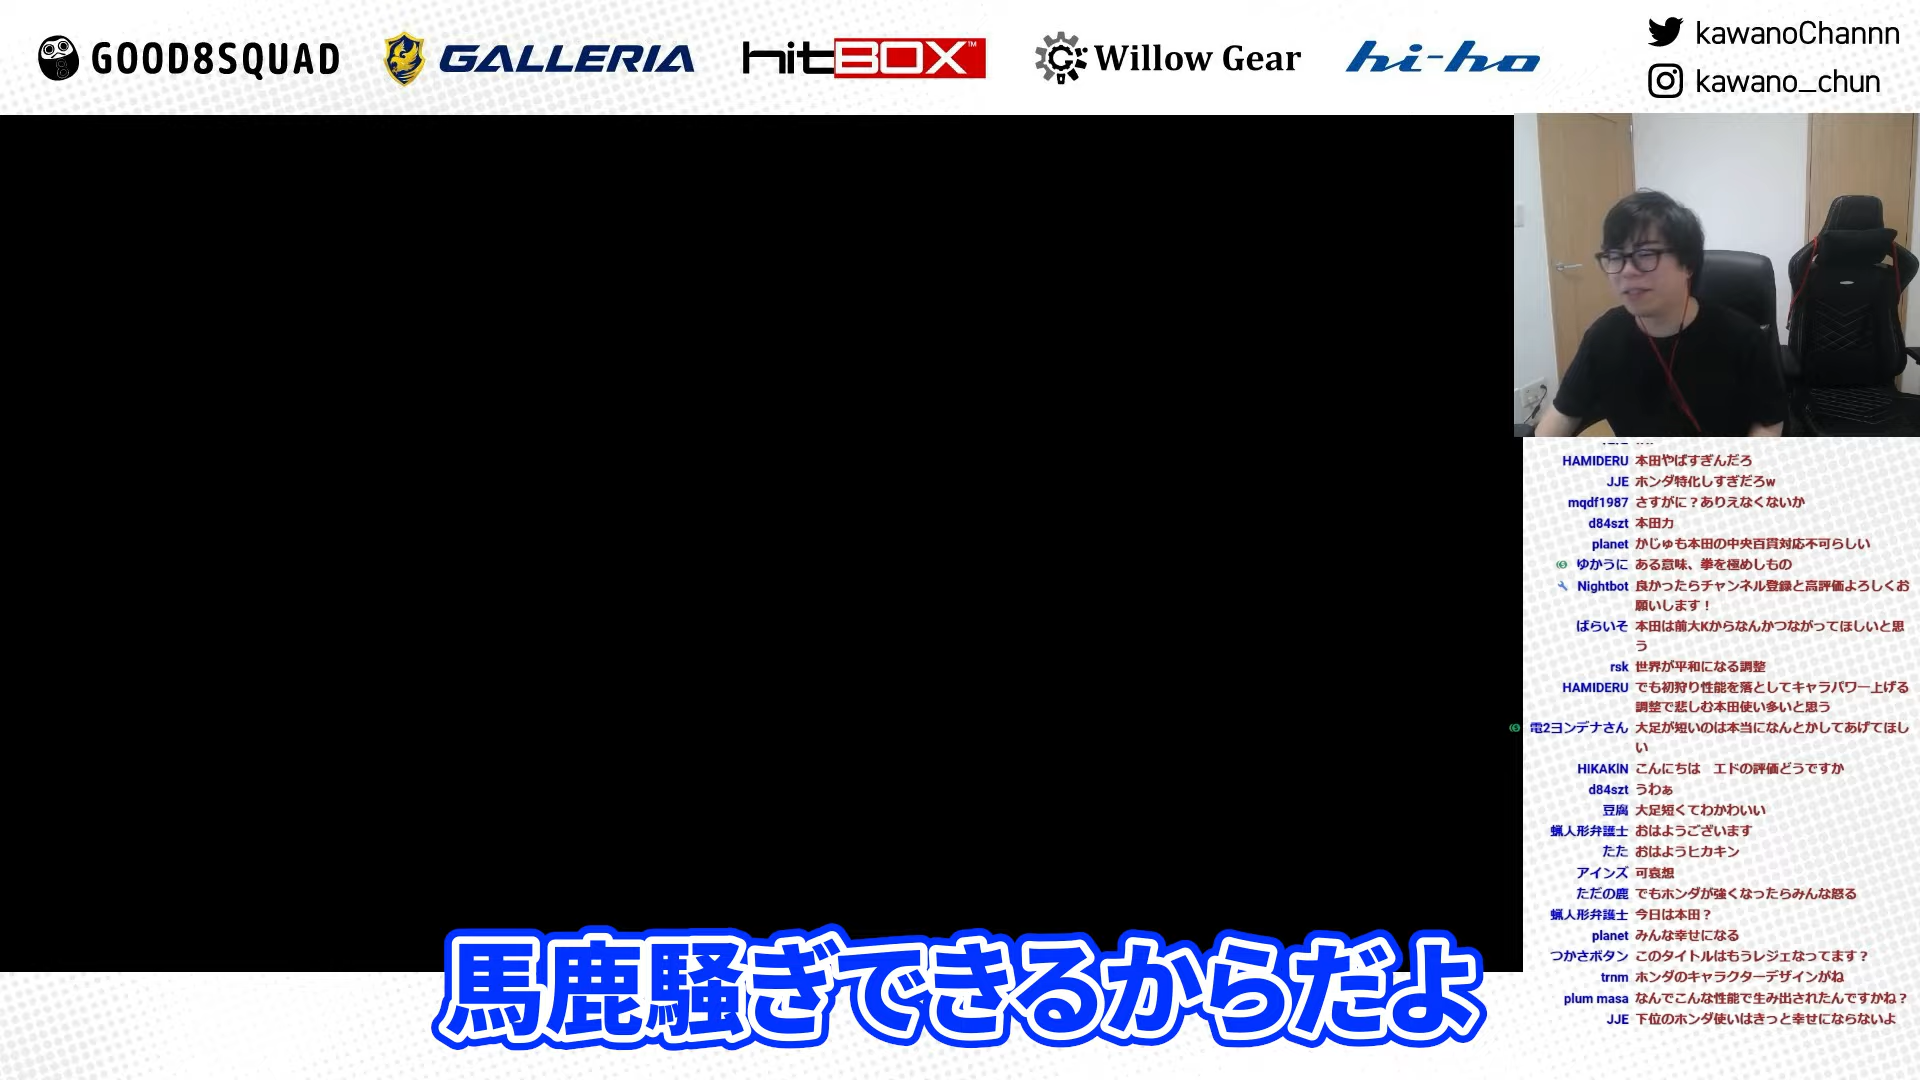 GOOD8SQUAD
GALLERIA
hitBOX™
Willow Gear
hi-ho
kawanoChannn
kawano_chun
HAMIDERU 本田やばすぎんだろ
JJE ホンダ特化しすぎだろw
mqdf1987 さすがに？ありえなくないか
d84szt 本田力
planet かじゅも本田の中央百貫対応不可らしい
ゆかうに ある意味、拳を極めしもの
Nightbot 良かったらチャンネル登録と高評価よろしくお
願いします！
ばらいそ 本田は前大Kからなんかつながってほしいと思
う
rsk 世界が平和になる調整
HAMIDERU でも初狩り性能を落としてキャラパワー上げる
調整で悲しむ本田使い多いと思う
電2ヨンデナさん 大足が短いのは本当になんとかしてあげてほし
い
HIKAKIN こんにちは　エドの評価どうですか
d84szt うわぁ
豆腐 大足短くてわかわいい
蝋人形弁護士 おはようございます
たた おはようヒカキン
アインズ 可哀想
ただの鹿 でもホンダが強くなったらみんな怒る
蝋人形弁護士 今日は本田？
planet みんな幸せになる
つかさボタン このタイトルはもうレジェなってます？
trnm ホンダのキャラクターデザインがね
plum masa なんでこんな性能で生み出されたんですかね？
JJE 下位のホンダ使いはきっと幸せにならないよ
馬鹿騒ぎできるからだよ